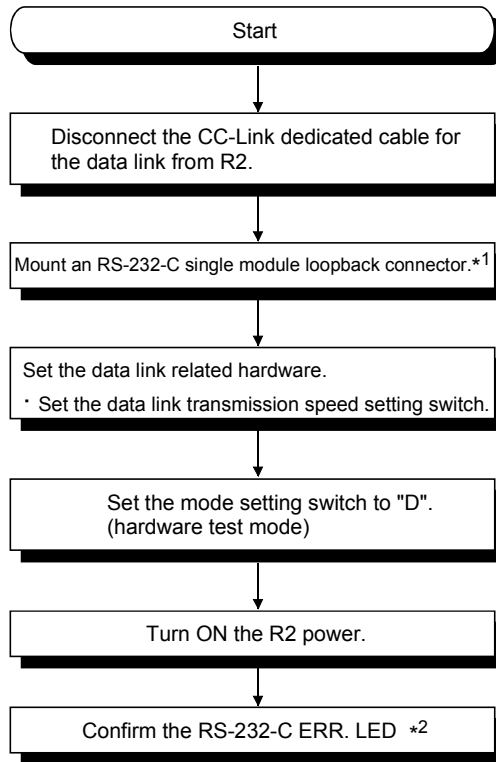 Start
Disconnect the CC-Link dedicated cable for
the data link from R2.
Mount an RS-232-C single module loopback connector.*1
Set the data link related hardware.
· Set the data link transmission speed setting switch.
Set the mode setting switch to "D".
(hardware test mode)
Turn ON the R2 power.
Confirm the RS-232-C ERR. LED *2